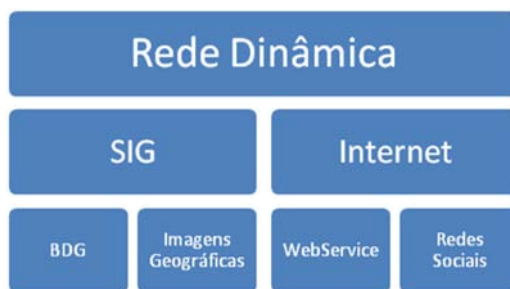 Rede Dinâmica
SIG
Internet
BDG
Imagens
Geográficas
WebService
Redes
Sociais